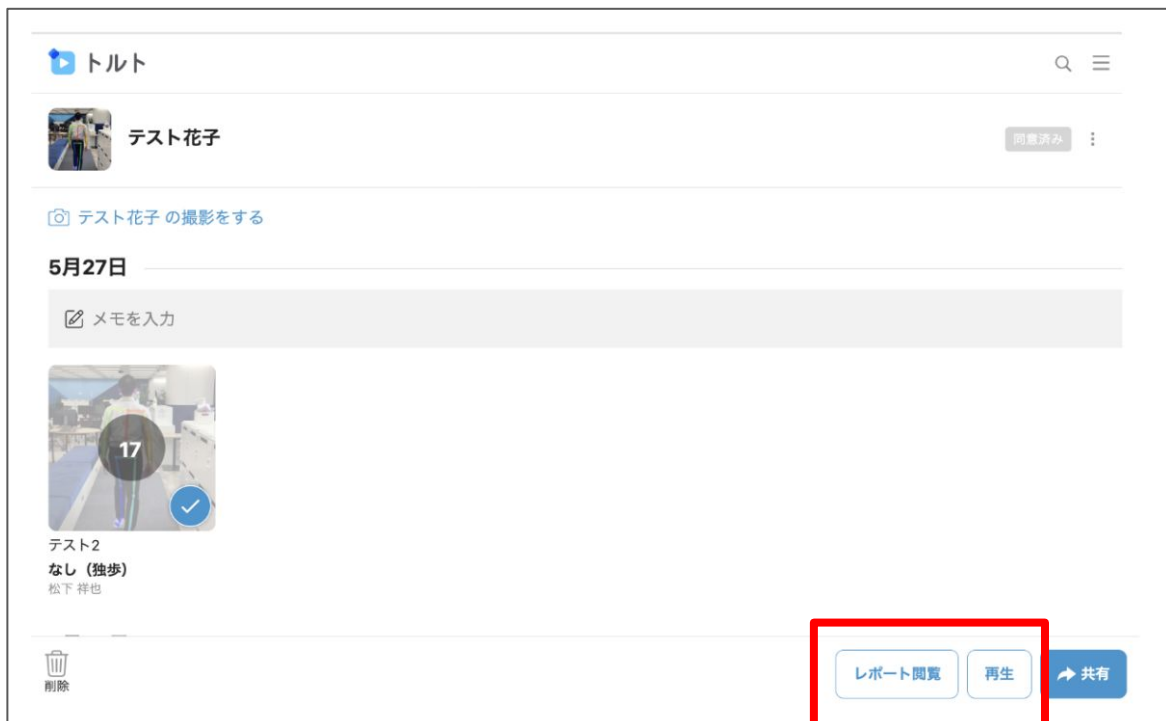 トルト
テスト花子
同意済み
テスト花子 の撮影をする
5月27日
メモを入力
17
テスト2
なし（独歩）
松下 祥也
削除
レポート閲覧
再生
共有